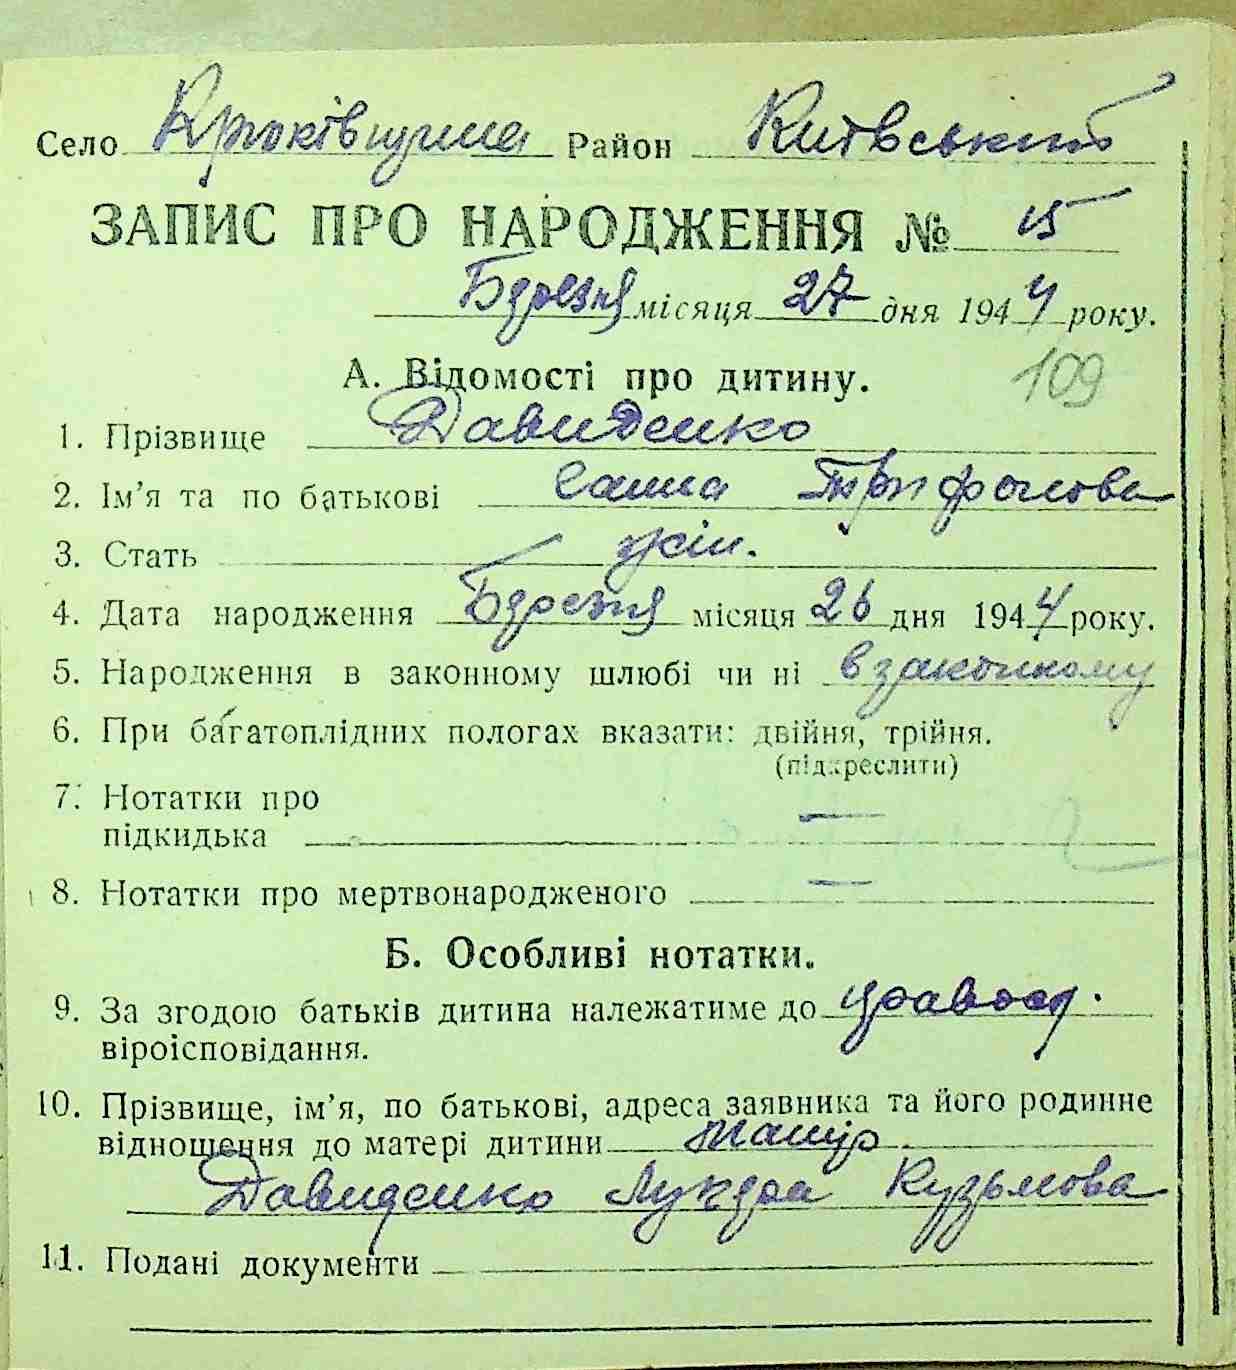 Село Крюківщина Район Київський
ЗАПИС ПРО НАРОДЖЕННЯ № 15
Березня місяця 27 дня 1944 року.
109
А. Відомості про дитину.
1. Прізвище Давиденко
2. Ім'я та по батькові Ганна Трифонова
3. Стать жін.
4. Дата народження Березня місяця 26 дня 1944 року.
5. Народження в законному шлюбі чи ні в законному
6. При багатоплідних пологах вказати: двійня, трійня.
(підкреслити)
7. Нотатки про
підкидька —
8. Нотатки про мертвонародженого —
Б. Особливі нотатки.
9. За згодою батьків дитина належатиме до правосл.
віроісповідання.
10. Прізвище, ім'я, по батькові, адреса заявника та його родинне
відношення до матері дитини
Давиденко Лукера Кузьмова
11. Подані документи